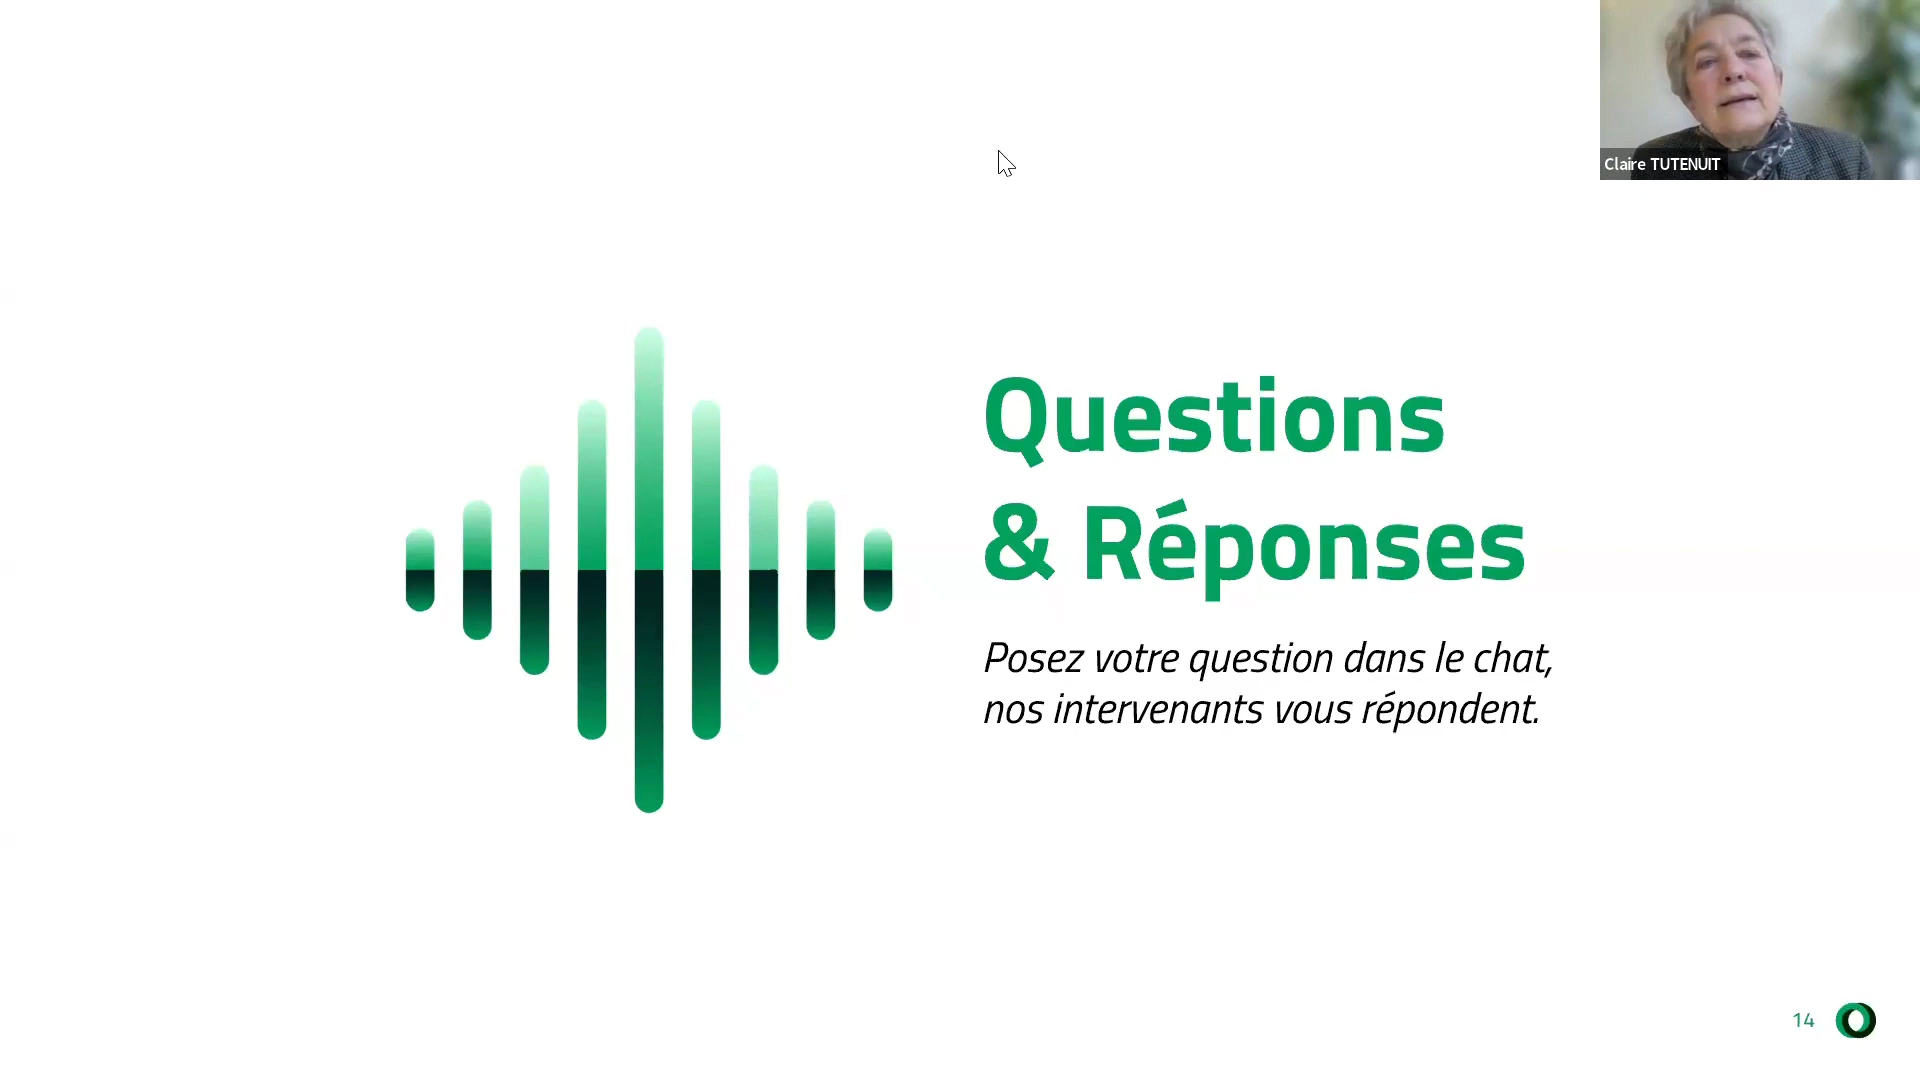 Claire TUTENUIT
Questions
& Réponses
Posez votre question dans le chat,
nos intervenants vous répondent.
14